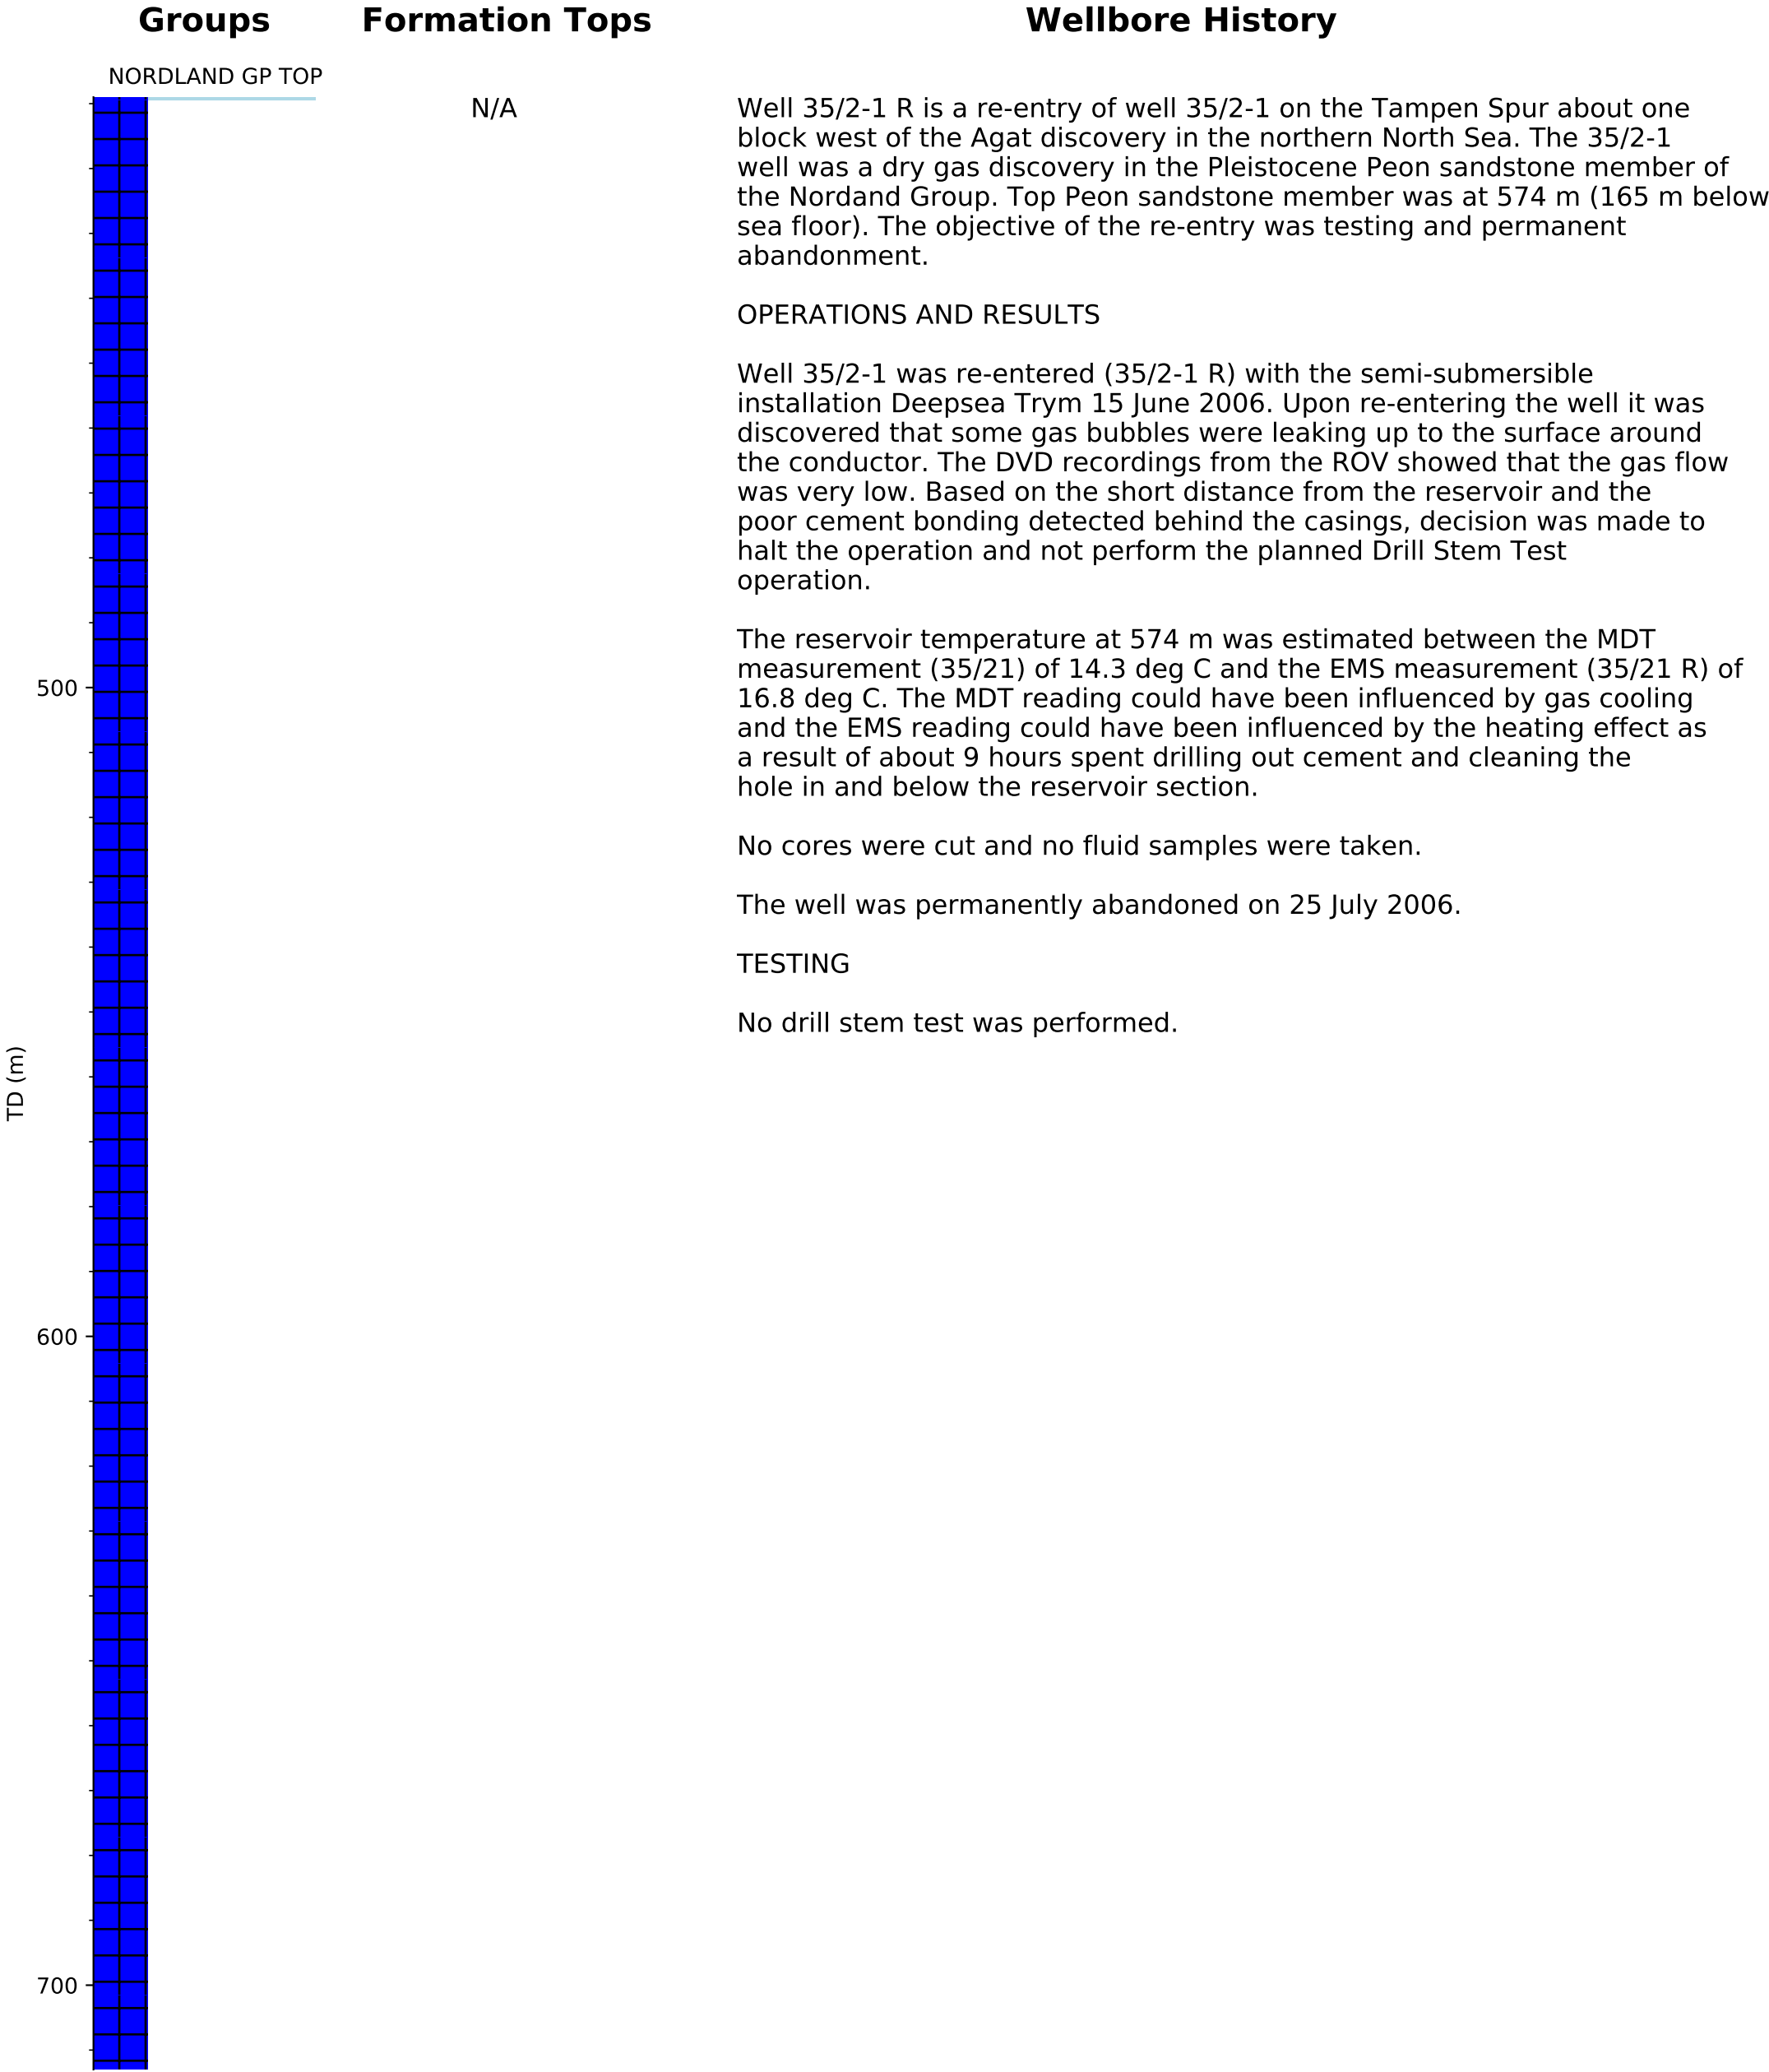 Groups
Formation Tops
Wellbore History
NORDLAND GP TOP
N/A
Well 35/2-1 R is a re-entry of well 35/2-1 on the Tampen Spur about one
block west of the Agat discovery in the northern North Sea. The 35/2-1
well was a dry gas discovery in the Pleistocene Peon sandstone member of
the Nordand Group. Top Peon sandstone member was at 574 m (165 m below
sea floor). The objective of the re-entry was testing and permanent
abandonment.
OPERATIONS AND RESULTS
Well 35/2-1 was re-entered (35/2-1 R) with the semi-submersible
installation Deepsea Trym 15 June 2006. Upon re-entering the well it was
discovered that some gas bubbles were leaking up to the surface around
the conductor. The DVD recordings from the ROV showed that the gas flow
was very low. Based on the short distance from the reservoir and the
poor cement bonding detected behind the casings, decision was made to
halt the operation and not perform the planned Drill Stem Test
operation.
The reservoir temperature at 574 m was estimated between the MDT
measurement (35/21) of 14.3 deg C and the EMS measurement (35/21 R) of
16.8 deg C. The MDT reading could have been influenced by gas cooling
and the EMS reading could have been influenced by the heating effect as
a result of about 9 hours spent drilling out cement and cleaning the
hole in and below the reservoir section.
No cores were cut and no fluid samples were taken.
The well was permanently abandoned on 25 July 2006.
TESTING
No drill stem test was performed.
TD (m)
500
600
700